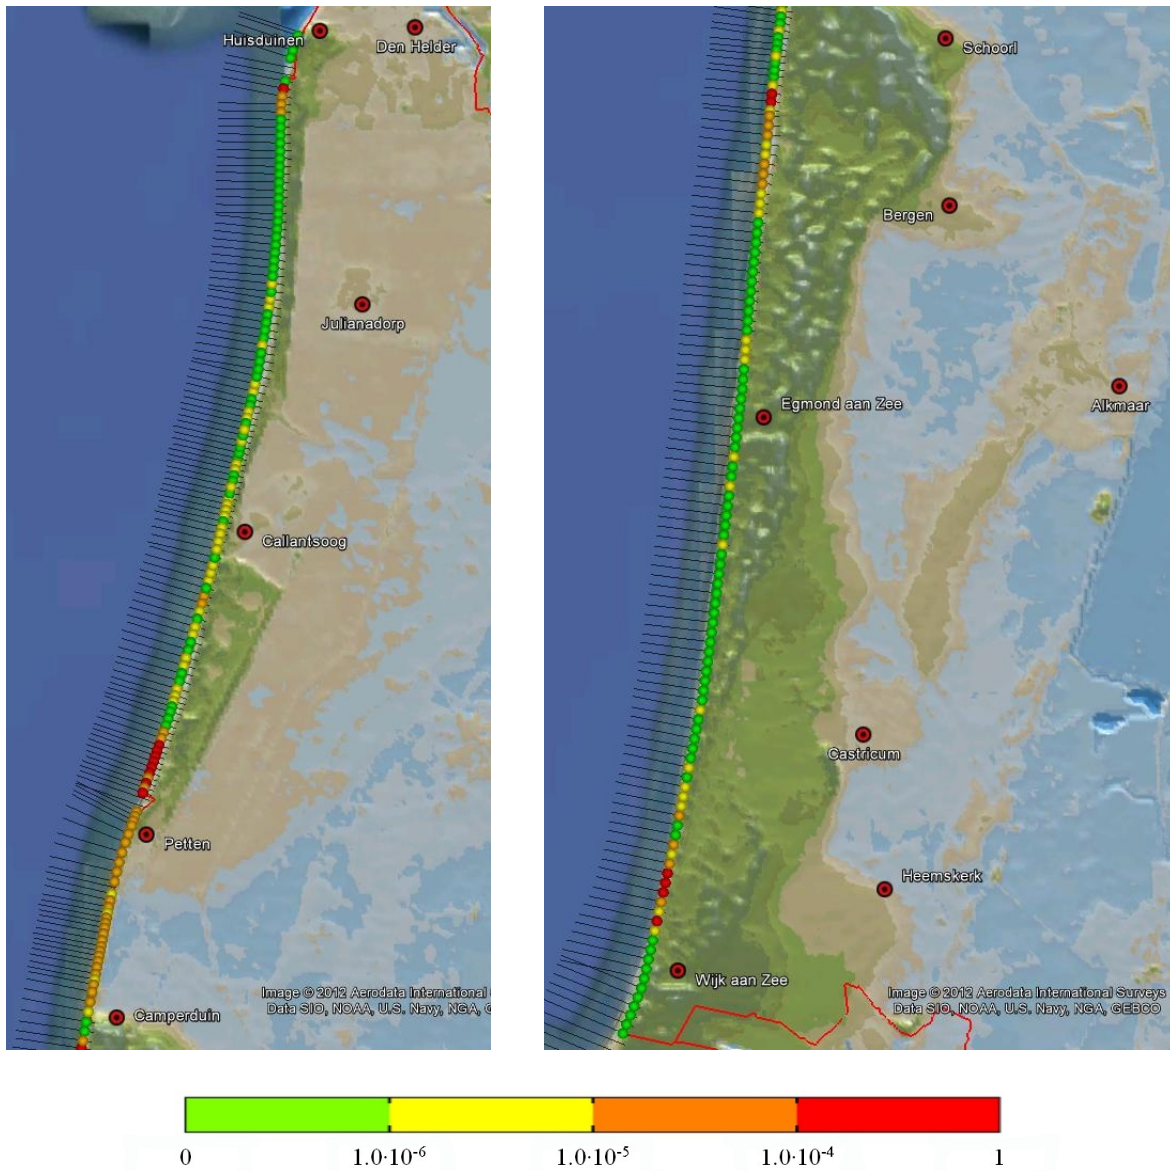 Huisduinen
Den Helder
Julianadorp
Callantsoog
Petten
Camperduin
Image © 2012 Aerodata International
Data SIO, NOAA, U.S. Navy, NGA, G
Schoorl
Bergen
Egmond aan Zee
Alkmaar
Castricum
Heemskerk
Wijk aan Zee
Image © 2012 Aerodata International Surveys
Data SIO, NOAA, U.S. Navy, NGA, GEBCO
0 1.0·10⁻⁶ 1.0·10⁻⁵ 1.0·10⁻⁴ 1